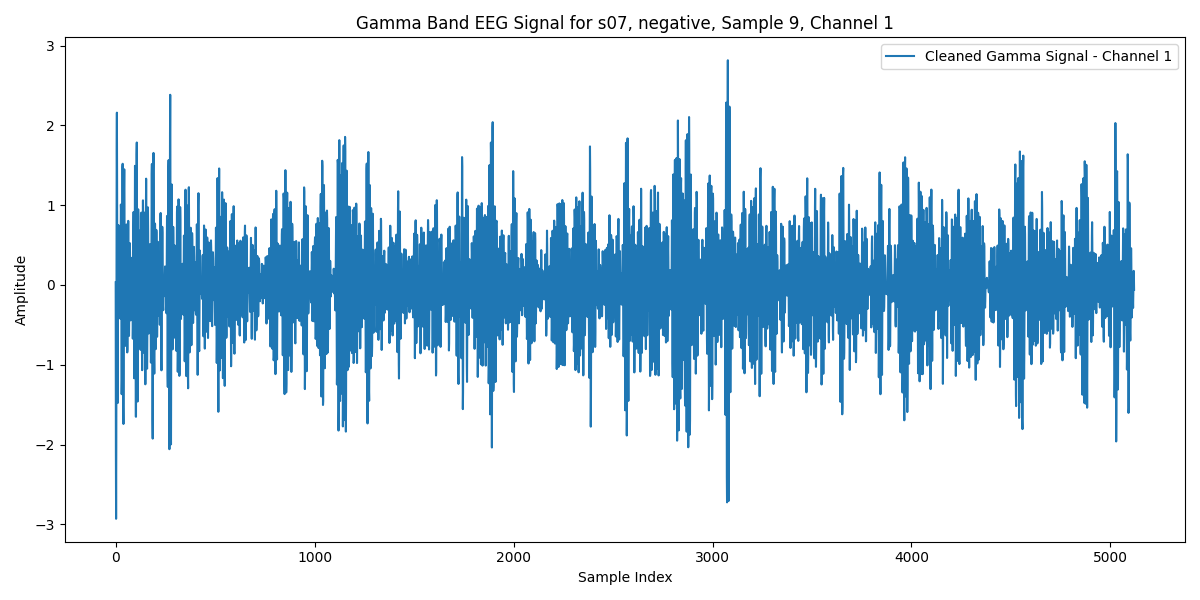 Gamma Band EEG Signal for s07, negative, Sample 9, Channel 1
Cleaned Gamma Signal - Channel 1
3
2
1
0
−1
−2
−3
Amplitude
0 1000 2000 3000 4000 5000
Sample Index